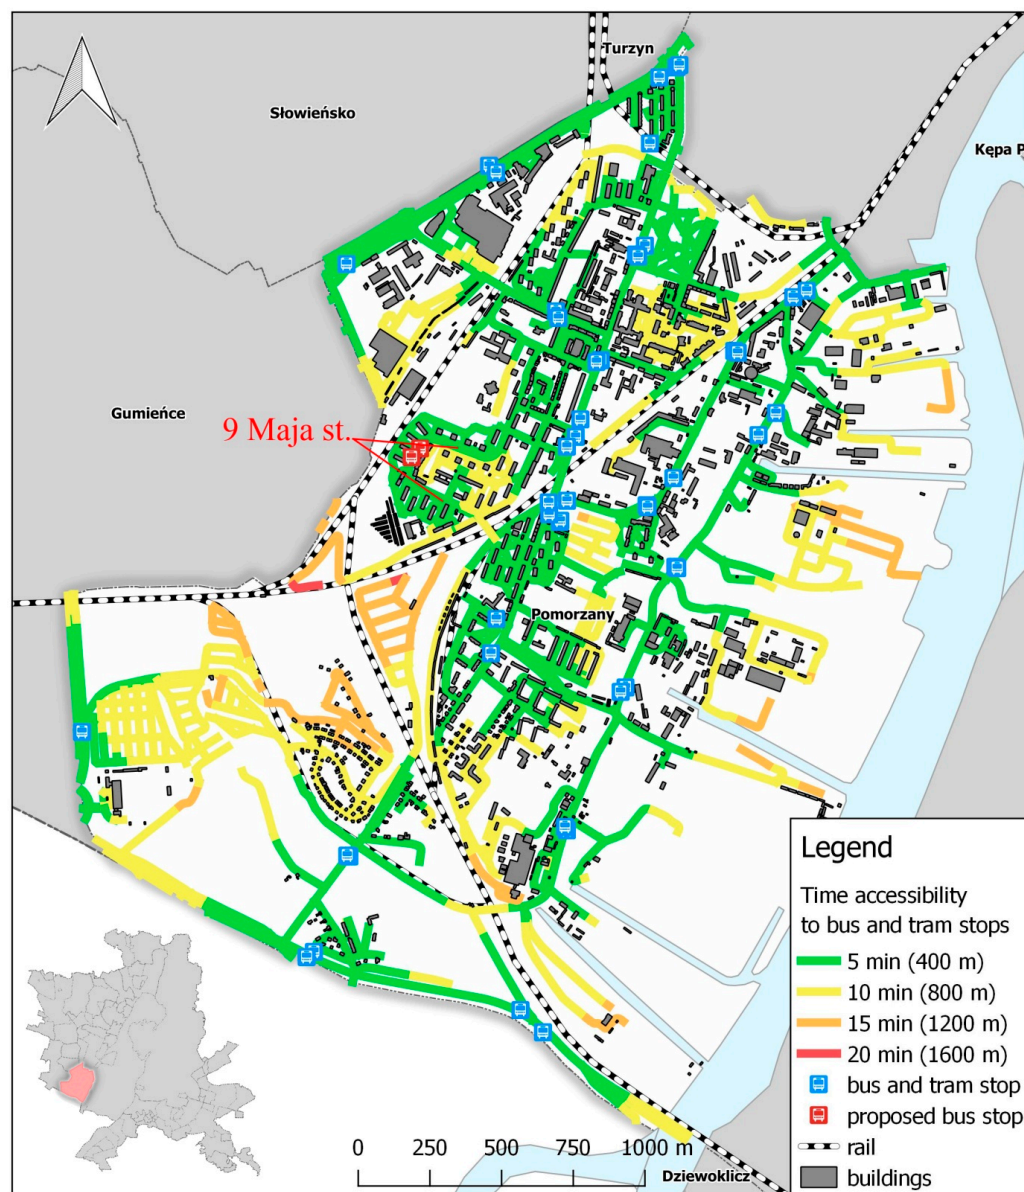 Turzyn
Słowieńsko
Kępa P
Gumieńce
9 Maja st.
Pomorzany
Legend
Time accessibility
to bus and tram stops
5 min (400 m)
10 min (800 m)
15 min (1200 m)
20 min (1600 m)
bus and tram stop
proposed bus stop
rail
buildings
0 250 500 750 1000 m
Dziewoklicz